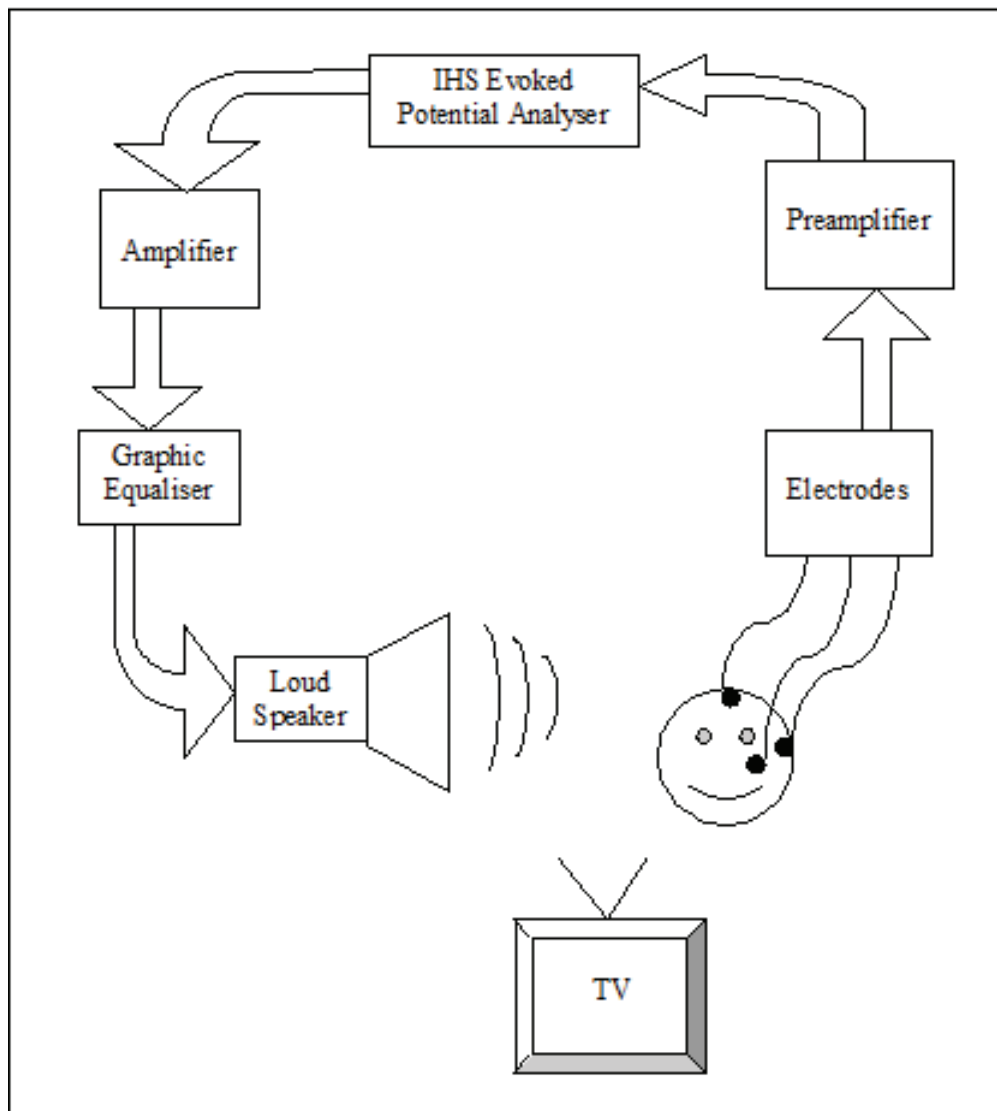 IHS Evoked
Potential Analyser
Preamplifier
Amplifier
Graphic
Equaliser
Electrodes
Loud
Speaker
TV